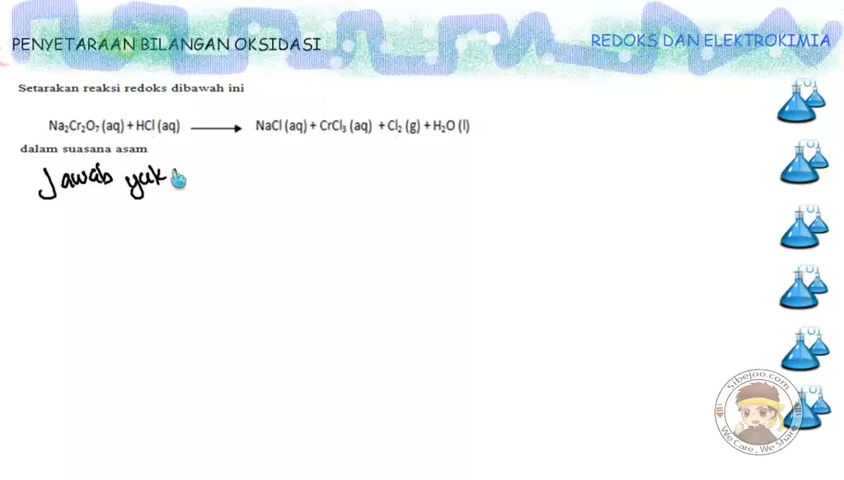 PENYETARAAN BILANGAN OKSIDASI
REDOKS DAN ELEKTROKIMIA
Setarakan reaksi redoks dibawah ini
Na₂Cr₂O₇ (aq) + HCl (aq) ⟶ NaCl (aq) + CrCl₃ (aq) + Cl₂ (g) + H₂O (l)
dalam suasana asam
Jawab yuk
Sibejoo.com
We Care, We Share